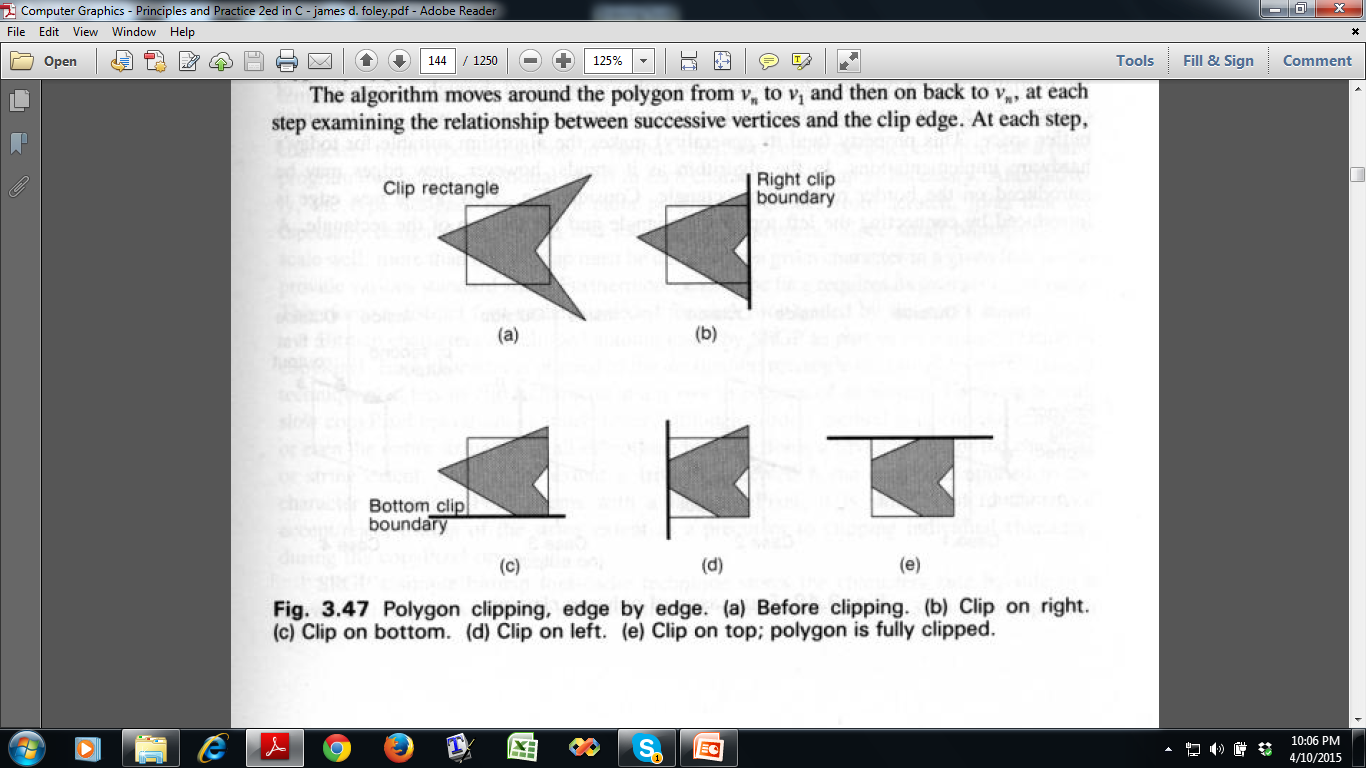 Computer Graphics - Principles and Practice 2ed in C - james d. foley.pdf - Adobe Reader
File Edit View Window Help
Open 144 / 1250 125% Tools Fill & Sign Comment
The algorithm moves around the polygon from vn to v1 and then on back to vn, at each
step examining the relationship between successive vertices and the clip edge. At each step,
Clip rectangle
Right clip
boundary
(a) (b)
Bottom clip
boundary
(c) (d) (e)
Fig. 3.47 Polygon clipping, edge by edge. (a) Before clipping. (b) Clip on right.
(c) Clip on bottom. (d) Clip on left. (e) Clip on top; polygon is fully clipped.
10:06 PM
4/10/2015